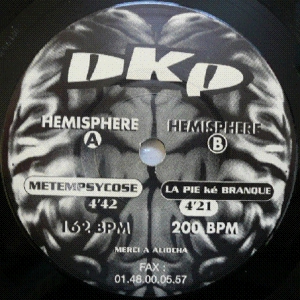 DKP
HEMISPHERE HEMISPHERE
A B
METEMPSYCOSE LA PIE ké BRANQUE
4'42 4'21
162 BPM 200 BPM
MERCI A ALIOCHA
FAX :
01.48.00.05.57